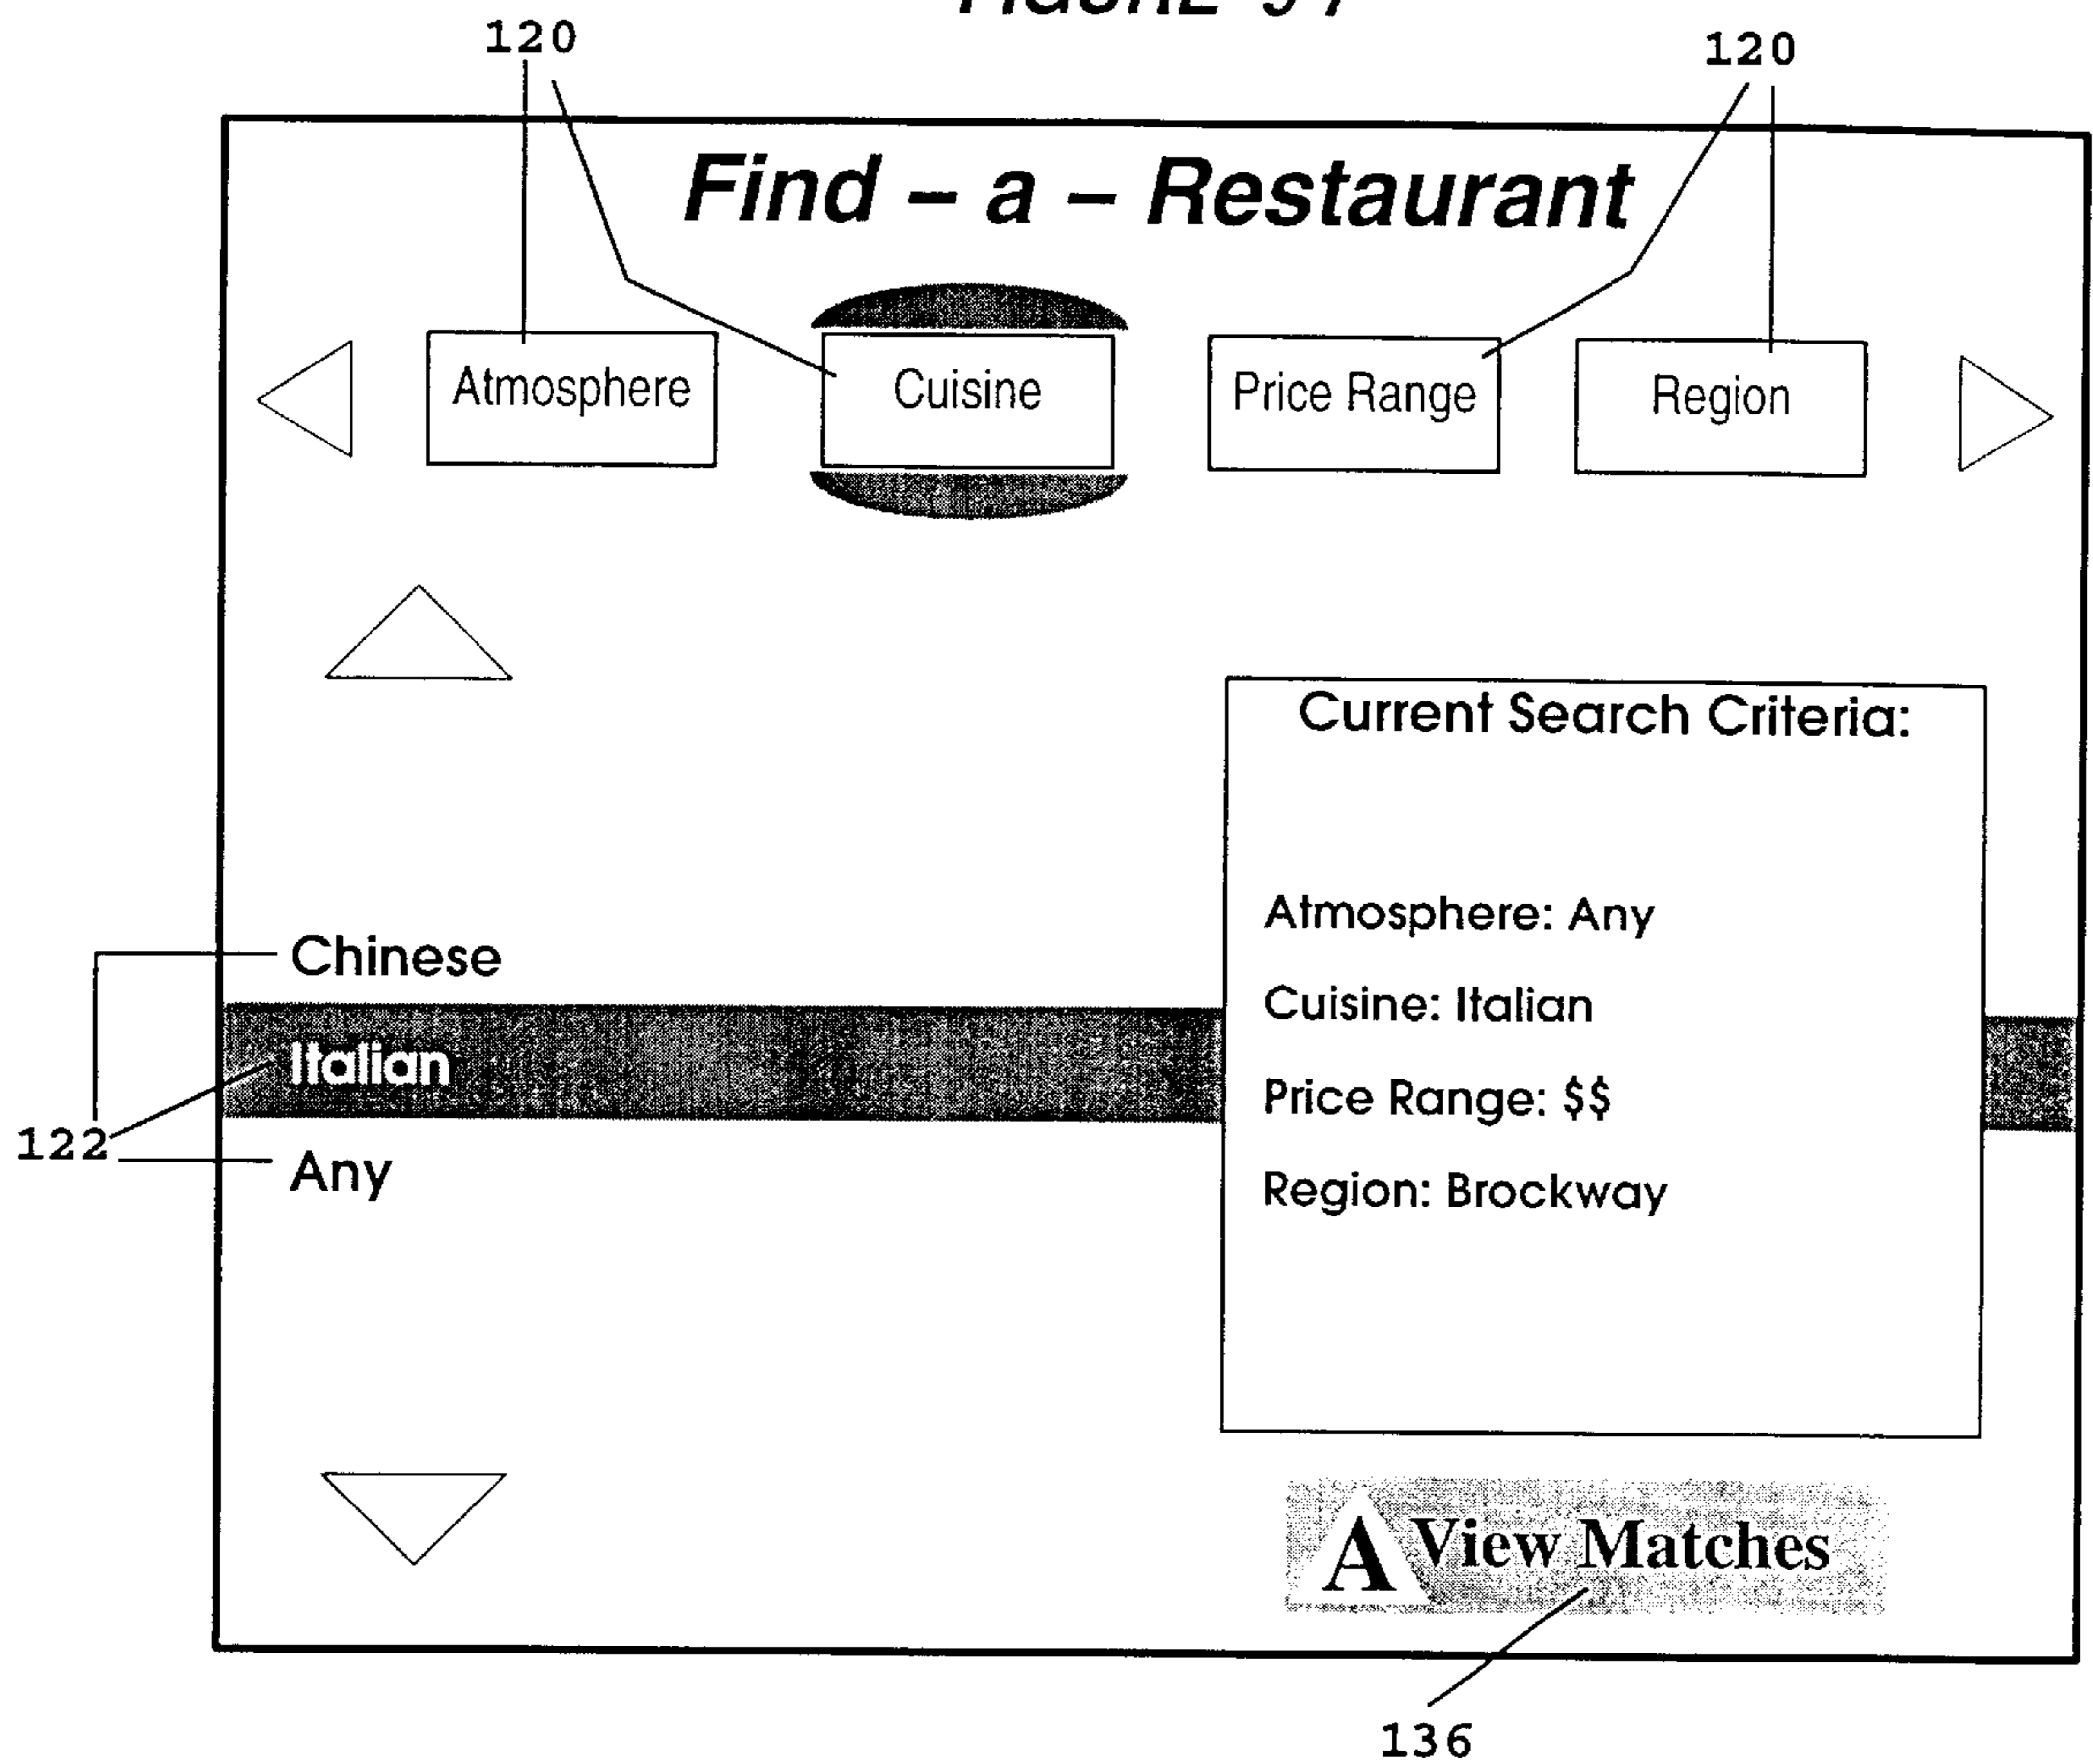 120 120
Find – a – Restaurant
Atmosphere Cuisine Price Range Region
Current Search Criteria:
Atmosphere: Any
Chinese
Cuisine: Italian
Italian
Price Range: $$
122
Any
Region: Brockway
A View Matches
136